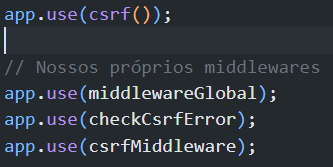 app.use(csrf());
// Nossos próprios middlewares
app.use(middlewareGlobal);
app.use(checkCsrfError);
app.use(csrfMiddleware);